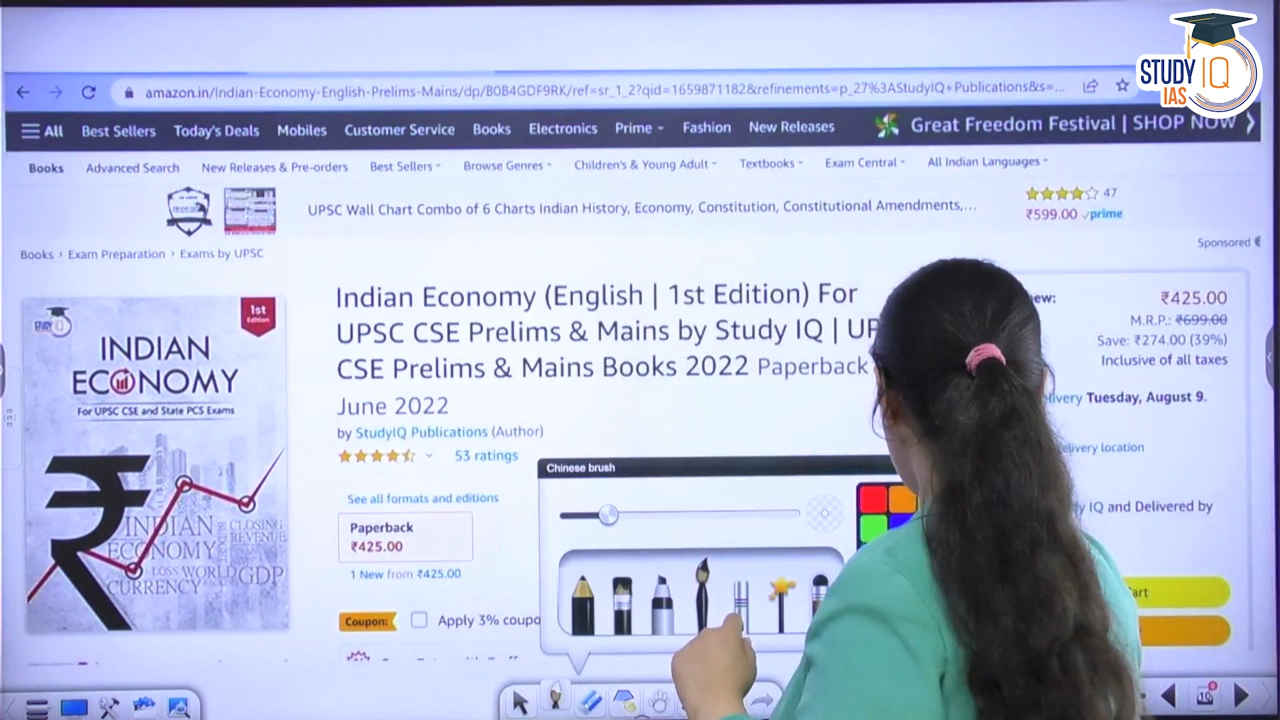 STUDY IQ
IAS
amazon.in/Indian-Economy-English-Prelims-Mains/dp/B0B4GDF9RK/ref=sr_1_2?qid=1659871182&refinements=p_27%3AStudyIQ+Publications&s=...
All Best Sellers Today's Deals Mobiles Customer Service Books Electronics Prime Fashion New Releases Great Freedom Festival | SHOP NOW
Books Advanced Search New Releases & Pre-orders Best Sellers Browse Genres Children's & Young Adult Textbooks Exam Central All Indian Languages
UPSC Wall Chart Combo of 6 Charts Indian History, Economy, Constitution, Constitutional Amendments,...
47
₹599.00 prime
Sponsored
Books › Exam Preparation › Exams by UPSC
STUDY IQ
1st
Edition
INDIAN
ECONOMY
For UPSC CSE and State PCS Exams
INDIAN
ECONOMY
CLOSING
REVENUE
LOSS WORLD GDP
CURRENCY
Indian Economy (English | 1st Edition) For
UPSC CSE Prelims & Mains by Study IQ | UP
CSE Prelims & Mains Books 2022 Paperback
June 2022
by StudyIQ Publications (Author)
53 ratings
See all formats and editions
Paperback
₹425.00
1 New from ₹425.00
Coupon: Apply 3% coupo
Chinese brush
ew: ₹425.00
M.R.P.: ₹699.00
Save: ₹274.00 (39%)
Inclusive of all taxes
livery Tuesday, August 9.
elivery location
dy IQ and Delivered by
art
10